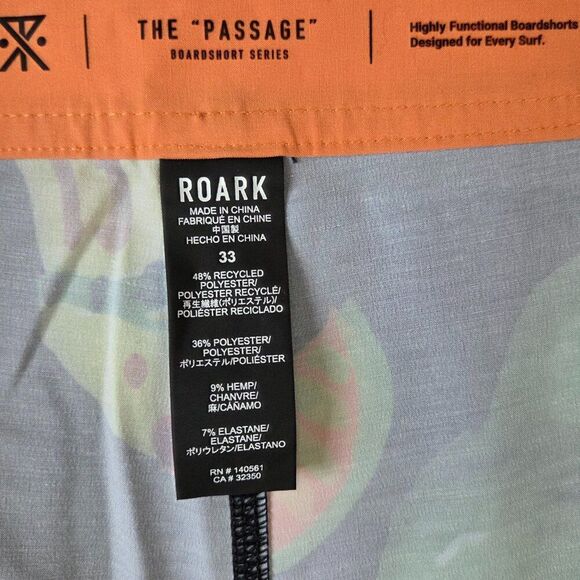 THE "PASSAGE"
BOARDSHORT SERIES
Highly Functional Boardshorts
Designed for Every Surf.
ROARK
MADE IN CHINA
FABRIQUÉ EN CHINE
中国製
HECHO EN CHINA
33
48% RECYCLED
POLYESTER/
POLYESTER RECYCLÉ/
再生繊維(ポリエステル)/
POLIÉSTER RECICLADO
36% POLYESTER/
POLYESTER/
ポリエステル/POLIÉSTER
9% HEMP/
CHANVRE/
麻/CÁÑAMO
7% ELASTANE/
ELASTANE/
ポリウレタン/ELASTANO
RN # 140561
CA # 32350